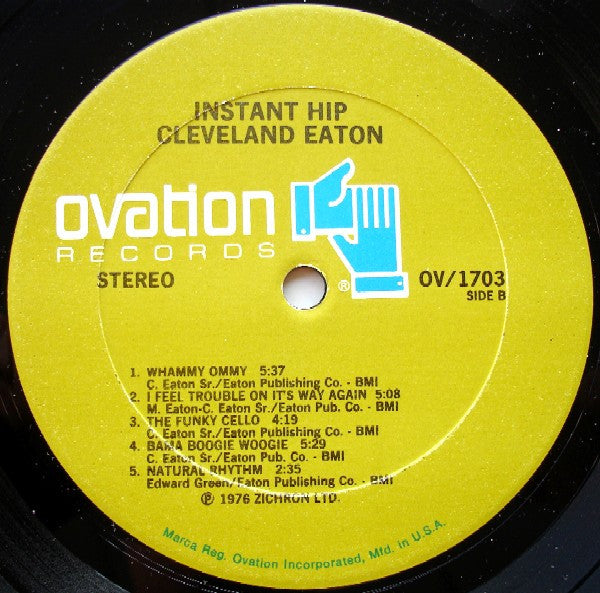 INSTANT HIP
CLEVELAND EATON
ovation
RECORDS
®
STEREO
OV/1703
SIDE B
1. WHAMMY OMMY 5:37
C. Eaton Sr./Eaton Publishing Co. - BMI
2. I FEEL TROUBLE ON IT'S WAY AGAIN 5:08
M. Eaton-C. Eaton Sr./Eaton Pub. Co. - BMI
3. THE FUNKY CELLO 4:19
C. Eaton Sr./Eaton Publishing Co. - BMI
4. BAMA BOOGIE WOOGIE 5:29
C. Eaton Sr./Eaton Pub. Co. - BMI
5. NATURAL RHYTHM 2:35
Edward Green/Eaton Publishing Co. - BMI
℗ 1976 ZICHRON LTD.
Marca Reg. Ovation Incorporated, Mfd. in U.S.A.